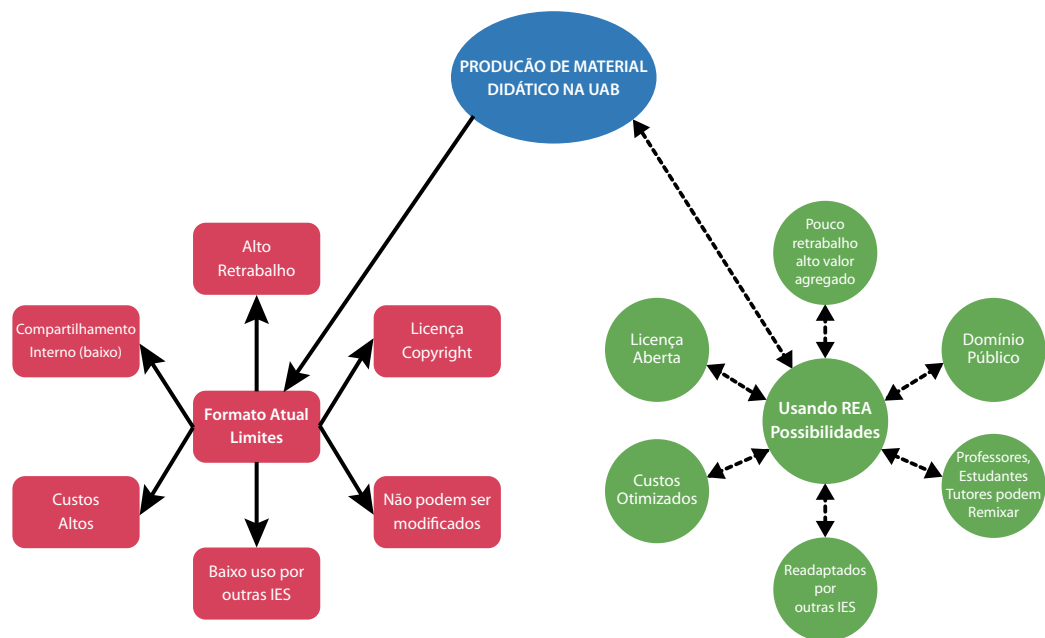 PRODUCÃO DE MATERIAL
DIDÁTICO NA UAB
Alto
Retrabalho
Compartilhamento
Interno (baixo)
Licença
Copyright
Formato Atual
Limites
Custos
Altos
Não podem ser
modificados
Baixo uso por
outras IES
Pouco
retrabalho
alto valor
agregado
Licença
Aberta
Domínio
Público
Usando REA
Possibilidades
Custos
Otimizados
Professores,
Estudantes
Tutores podem
Remixar
Readaptados
por
outras IES